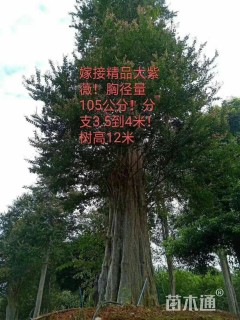 嫁接精品大紫
薇！胸径量
105公分！分
支3.5到4米！
树高12米
苗木通®